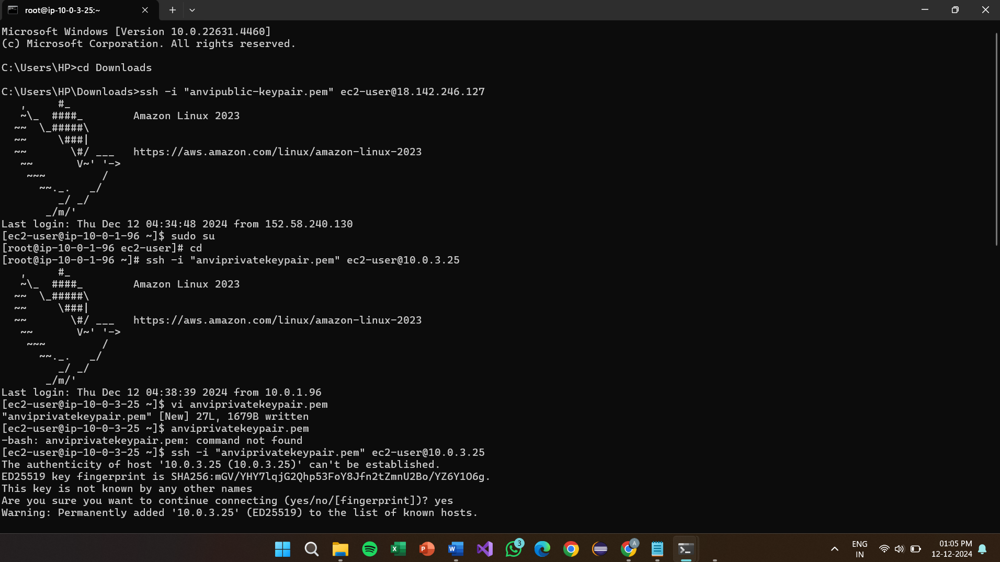 root@ip-10-0-3-25:~
Microsoft Windows [Version 10.0.22631.4460]
(c) Microsoft Corporation. All rights reserved.
C:\Users\HP>cd Downloads
C:\Users\HP\Downloads>ssh -i "anvipublic-keypair.pem" ec2-user@18.142.246.127
   ,     #_
   ~\_  ####_        Amazon Linux 2023
  ~~  \_#####\
  ~~     \###|
  ~~       \#/ ___   https://aws.amazon.com/linux/amazon-linux-2023
   ~~       V~' '->
    ~~~         /
      ~~._.   _/
         _/ _/
       _/m/'
Last login: Thu Dec 12 04:34:48 2024 from 152.58.240.130
[ec2-user@ip-10-0-1-96 ~]$ sudo su
[root@ip-10-0-1-96 ec2-user]# cd
[root@ip-10-0-1-96 ~]# ssh -i "anviprivatekeypair.pem" ec2-user@10.0.3.25
   ,     #_
   ~\_  ####_        Amazon Linux 2023
  ~~  \_#####\
  ~~     \###|
  ~~       \#/ ___   https://aws.amazon.com/linux/amazon-linux-2023
   ~~       V~' '->
    ~~~         /
      ~~._.   _/
         _/ _/
       _/m/'
Last login: Thu Dec 12 04:38:39 2024 from 10.0.1.96
[ec2-user@ip-10-0-3-25 ~]$ vi anviprivatekeypair.pem
"anviprivatekeypair.pem" [New] 27L, 1679B written
[ec2-user@ip-10-0-3-25 ~]$ anviprivatekeypair.pem
-bash: anviprivatekeypair.pem: command not found
[ec2-user@ip-10-0-3-25 ~]$ ssh -i "anviprivatekeypair.pem" ec2-user@10.0.3.25
The authenticity of host '10.0.3.25 (10.0.3.25)' can't be established.
ED25519 key fingerprint is SHA256:mGV/YHY7lqjG2Qhp53FoY8Jfn2tZmnU2Bo/YZ6Y1O6g.
This key is not known by any other names
Are you sure you want to continue connecting (yes/no/[fingerprint])? yes
Warning: Permanently added '10.0.3.25' (ED25519) to the list of known hosts.
X
P
W
3
A
ENG
IN
01:05 PM
12-12-2024